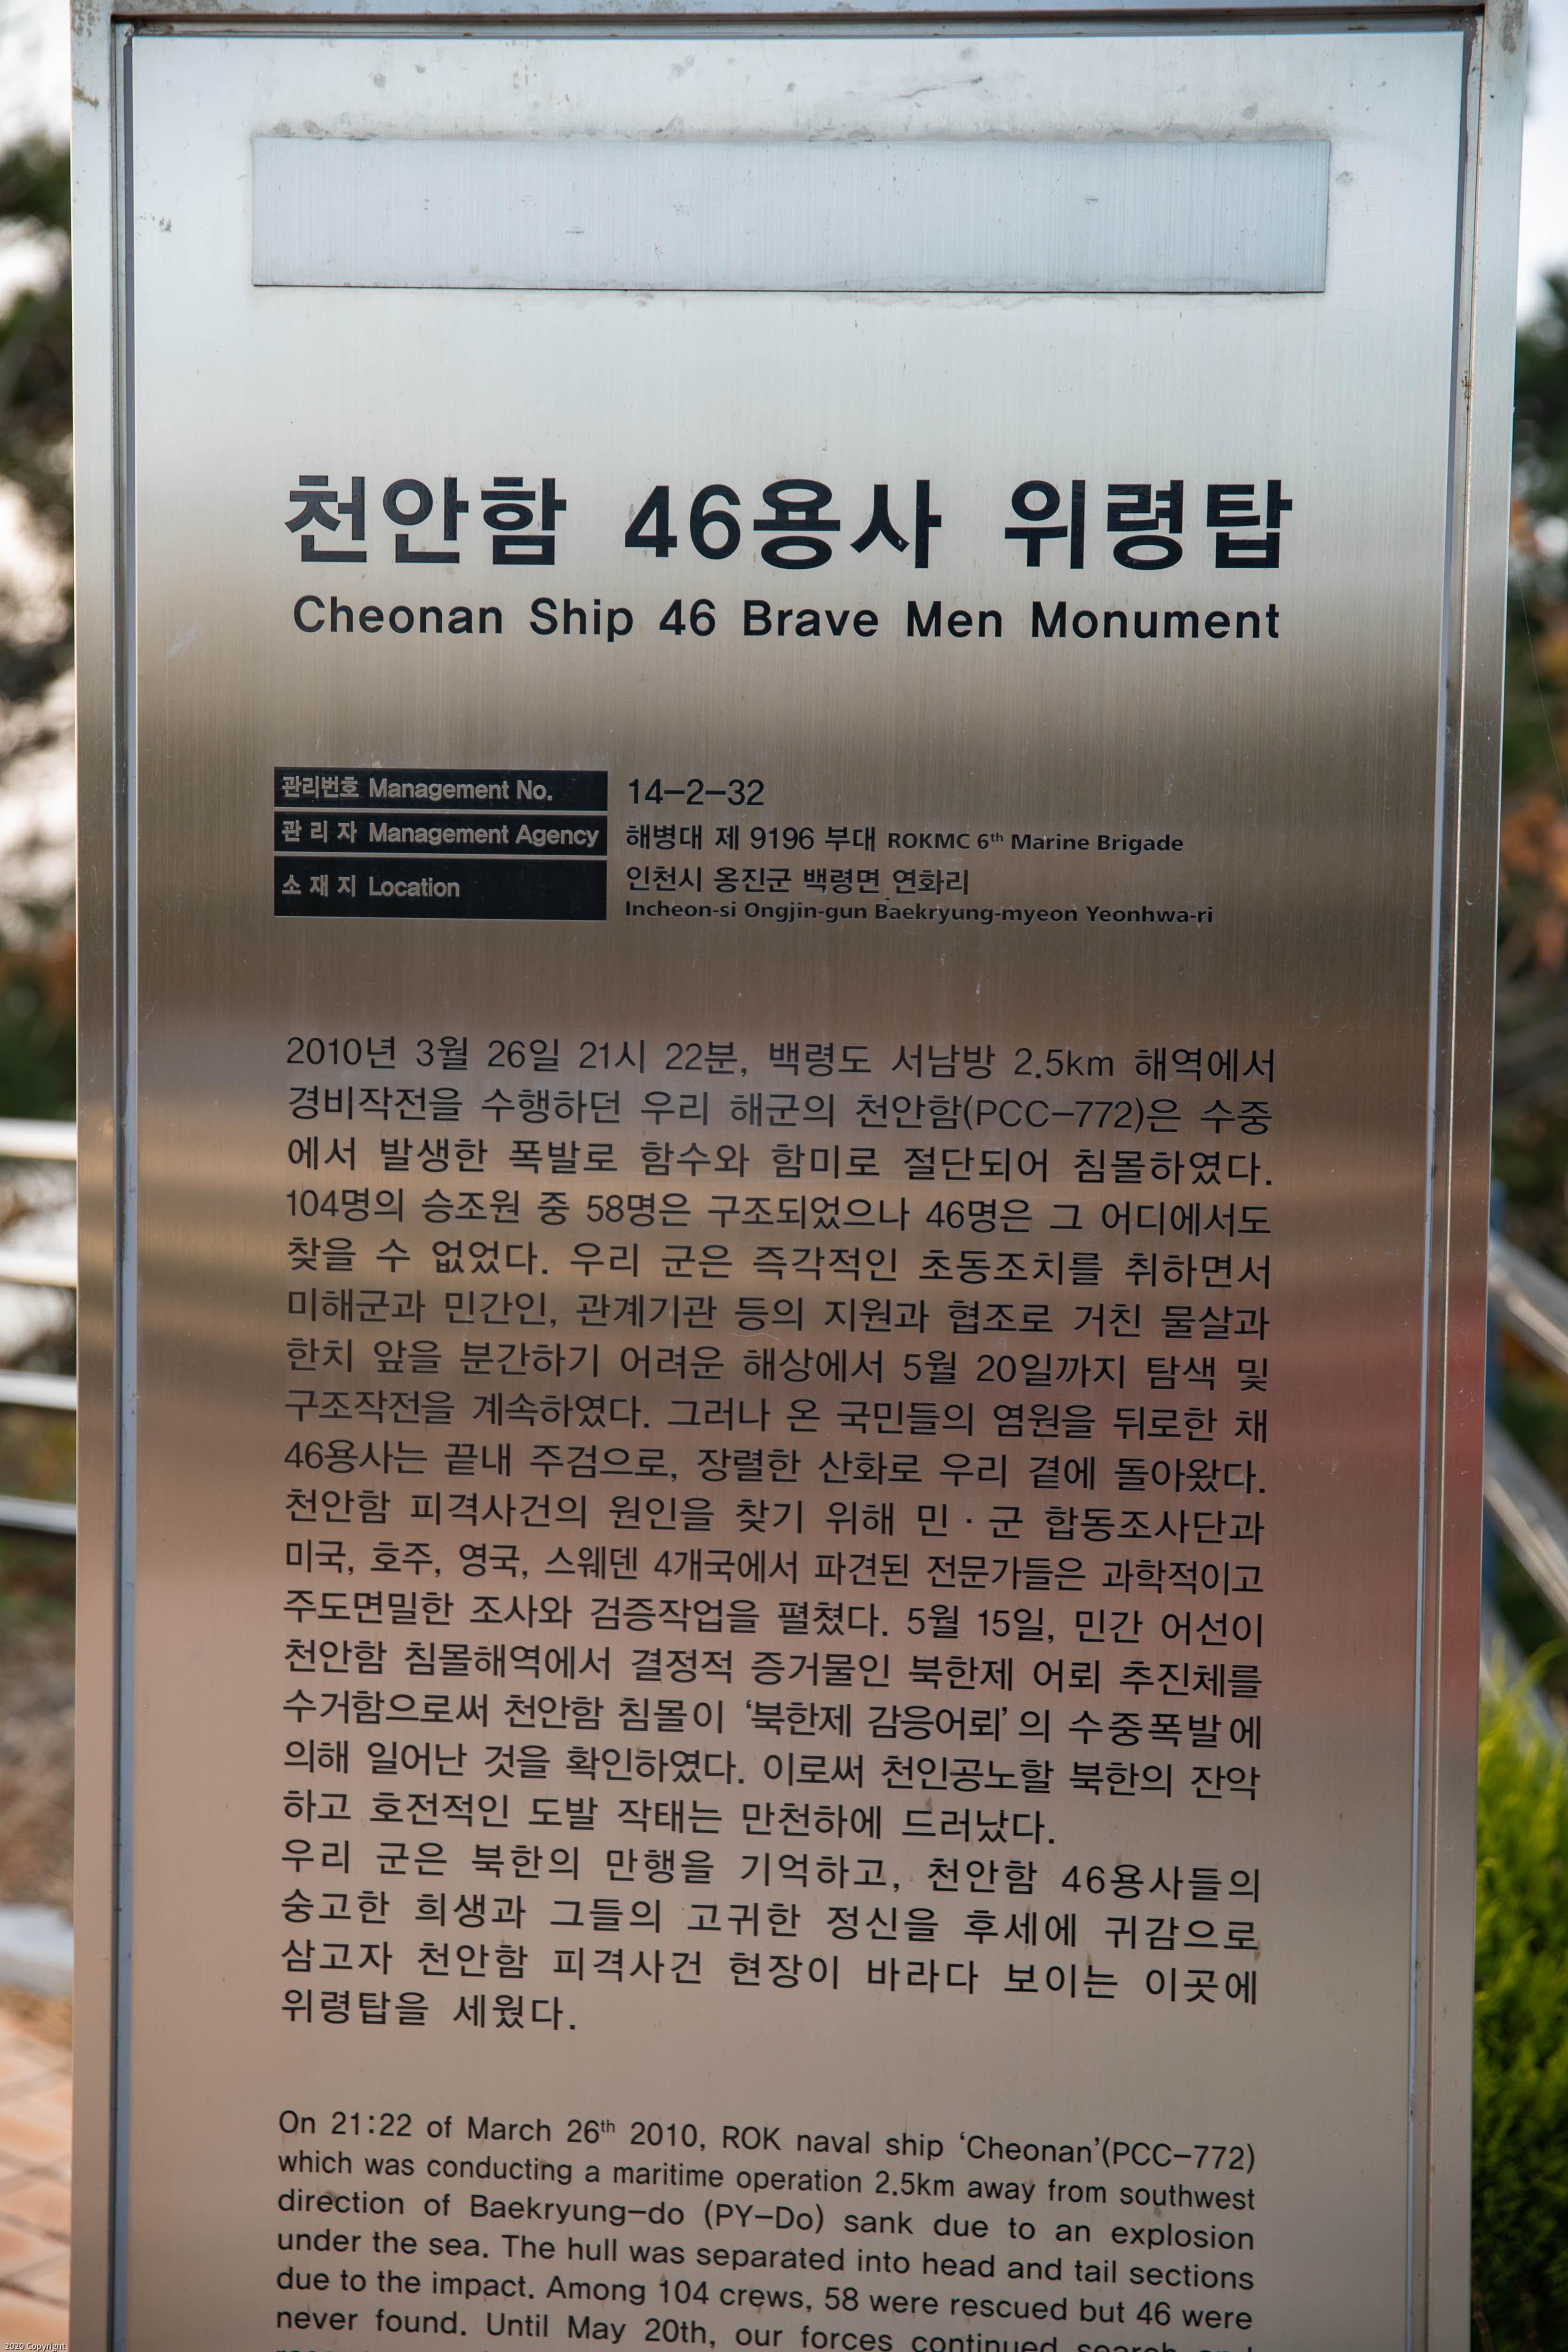 천안함 46용사 위령탑
Cheonan Ship 46 Brave Men Monument
관리번호 Management No. 14-2-32
관 리 자 Management Agency 해병대 제 9196 부대 ROKMC 6th Marine Brigade
소 재 지 Location 인천시 옹진군 백령면 연화리
Incheon-si Ongjin-gun Baekryung-myeon Yeonhwa-ri
2010년 3월 26일 21시 22분, 백령도 서남방 2.5km 해역에서
경비작전을 수행하던 우리 해군의 천안함(PCC-772)은 수중
에서 발생한 폭발로 함수와 함미로 절단되어 침몰하였다.
104명의 승조원 중 58명은 구조되었으나 46명은 그 어디에서도
찾을 수 없었다. 우리 군은 즉각적인 초동조치를 취하면서
미해군과 민간인, 관계기관 등의 지원과 협조로 거친 물살과
한치 앞을 분간하기 어려운 해상에서 5월 20일까지 탐색 및
구조작전을 계속하였다. 그러나 온 국민들의 염원을 뒤로한 채
46용사는 끝내 주검으로, 장렬한 산화로 우리 곁에 돌아왔다.
천안함 피격사건의 원인을 찾기 위해 민·군 합동조사단과
미국, 호주, 영국, 스웨덴 4개국에서 파견된 전문가들은 과학적이고
주도면밀한 조사와 검증작업을 펼쳤다. 5월 15일, 민간 어선이
천안함 침몰해역에서 결정적 증거물인 북한제 어뢰 추진체를
수거함으로써 천안함 침몰이 ‘북한제 감응어뢰’의 수중폭발에
의해 일어난 것을 확인하였다. 이로써 천인공노할 북한의 잔악
하고 호전적인 도발 작태는 만천하에 드러났다.
우리 군은 북한의 만행을 기억하고, 천안함 46용사들의
숭고한 희생과 그들의 고귀한 정신을 후세에 귀감으로
삼고자 천안함 피격사건 현장이 바라다 보이는 이곳에
위령탑을 세웠다.
On 21:22 of March 26th 2010, ROK naval ship ‘Cheonan’(PCC-772)
which was conducting a maritime operation 2.5km away from southwest
direction of Baekryung-do (PY-Do) sank due to an explosion
under the sea. The hull was separated into head and tail sections
due to the impact. Among 104 crews, 58 were rescued but 46 were
never found. Until May 20th, our forces continued search and
2020 Copyright